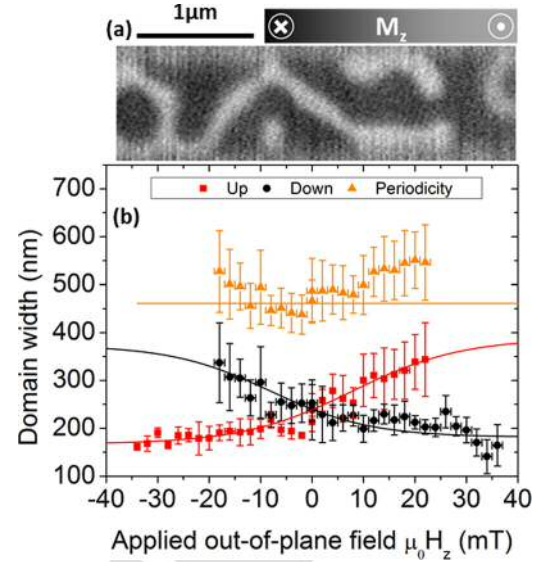 1µm
(a)
M_z
700
600
500
400
300
200
100
Domain width (nm)
Up Down Periodicity
(b)
-40 -30 -20 -10 0 10 20 30 40
Applied out-of-plane field µ₀H_z (mT)